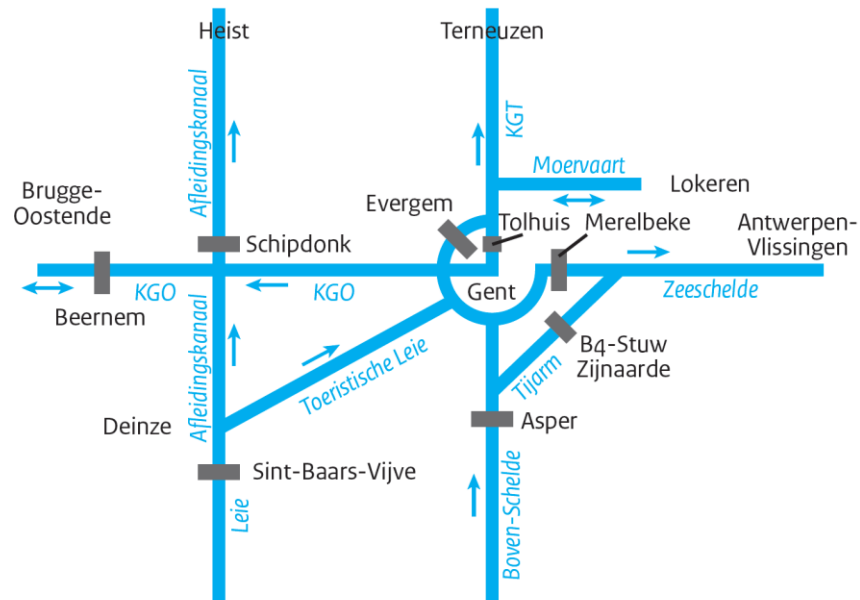 Heist
Terneuzen
Afleidingskanaal
KGT
Moervaart
Lokeren
Brugge-
Oostende
Evergem
Tolhuis
Merelbeke
Antwerpen-
Vlissingen
Schipdonk
KGO
KGO
Gent
Zeeschelde
Beernem
B4-Stuw
Zijnaarde
Toeristische Leie
Tijarm
Afleidingskanaal
Deinze
Asper
Sint-Baars-Vijve
Leie
Boven-Schelde